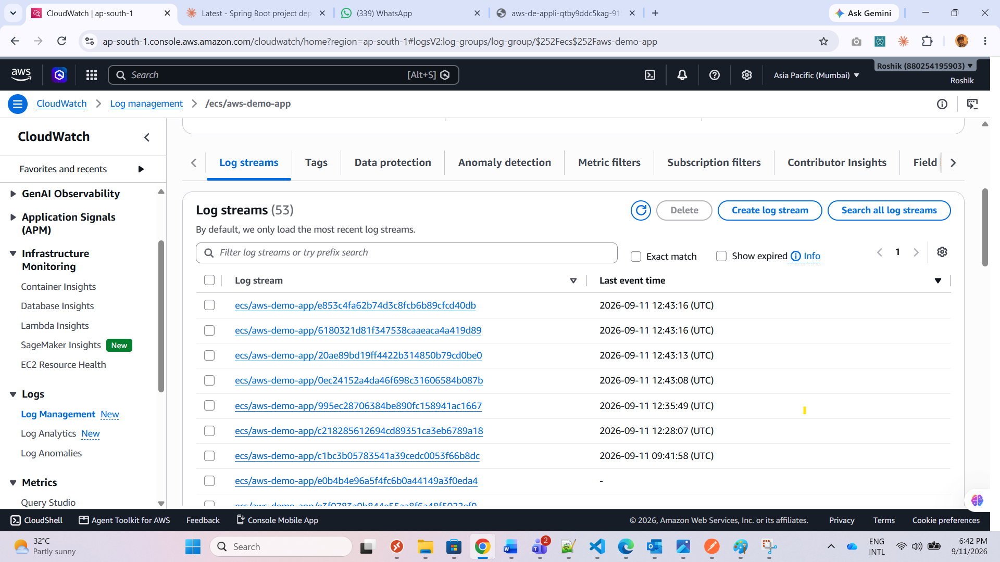 CloudWatch | ap-south-1
Latest - Spring Boot project dep
(339) WhatsApp
aws-de-appli-qtby9ddc5kag-91
Ask Gemini
ap-south-1.console.aws.amazon.com/cloudwatch/home?region=ap-south-1#logsV2:log-groups/log-group/$252Fecs$252Faws-demo-app
aws
Search
[Alt+S]
Asia Pacific (Mumbai)
Roshik (880254195903)
Roshik
CloudWatch
Log management
/ecs/aws-demo-app
CloudWatch
Favorites and recents
GenAI Observability
Application Signals
(APM)
Infrastructure
Monitoring
Container Insights
Database Insights
Lambda Insights
SageMaker Insights New
EC2 Resource Health
Logs
Log Management New
Log Analytics New
Log Anomalies
Metrics
Query Studio
Log streams
Tags
Data protection
Anomaly detection
Metric filters
Subscription filters
Contributor Insights
Field i
Log streams (53)
Delete
Create log stream
Search all log streams
By default, we only load the most recent log streams.
Filter log streams or try prefix search
Exact match
Show expired
Info
1
Log stream
Last event time
ecs/aws-demo-app/e853c4fa62b74d3c8fcb6b89cfcd40db 2026-09-11 12:43:16 (UTC)
ecs/aws-demo-app/6180321d81f347538caaeaca4a419d89 2026-09-11 12:43:16 (UTC)
ecs/aws-demo-app/20ae89bd19ff4422b314850b79cd0be0 2026-09-11 12:43:13 (UTC)
ecs/aws-demo-app/0ec24152a4da46f698c31606584b087b 2026-09-11 12:43:08 (UTC)
ecs/aws-demo-app/995ec28706384be890fc158941ac1667 2026-09-11 12:35:49 (UTC)
ecs/aws-demo-app/c218285612694cd89351ca3eb6789a18 2026-09-11 12:28:07 (UTC)
ecs/aws-demo-app/c1bc3b05783541a39cedc0053f66b8dc 2026-09-11 09:41:58 (UTC)
ecs/aws-demo-app/e0b4b4e96a5f4fc6b0a44149a3f0eda4 -
CloudShell
Agent Toolkit for AWS
Feedback
Console Mobile App
© 2026, Amazon Web Services, Inc. or its affiliates.
Privacy
Terms
Cookie preferences
32°C
Partly sunny
Search
2
ENG
INTL
6:42 PM
9/11/2026